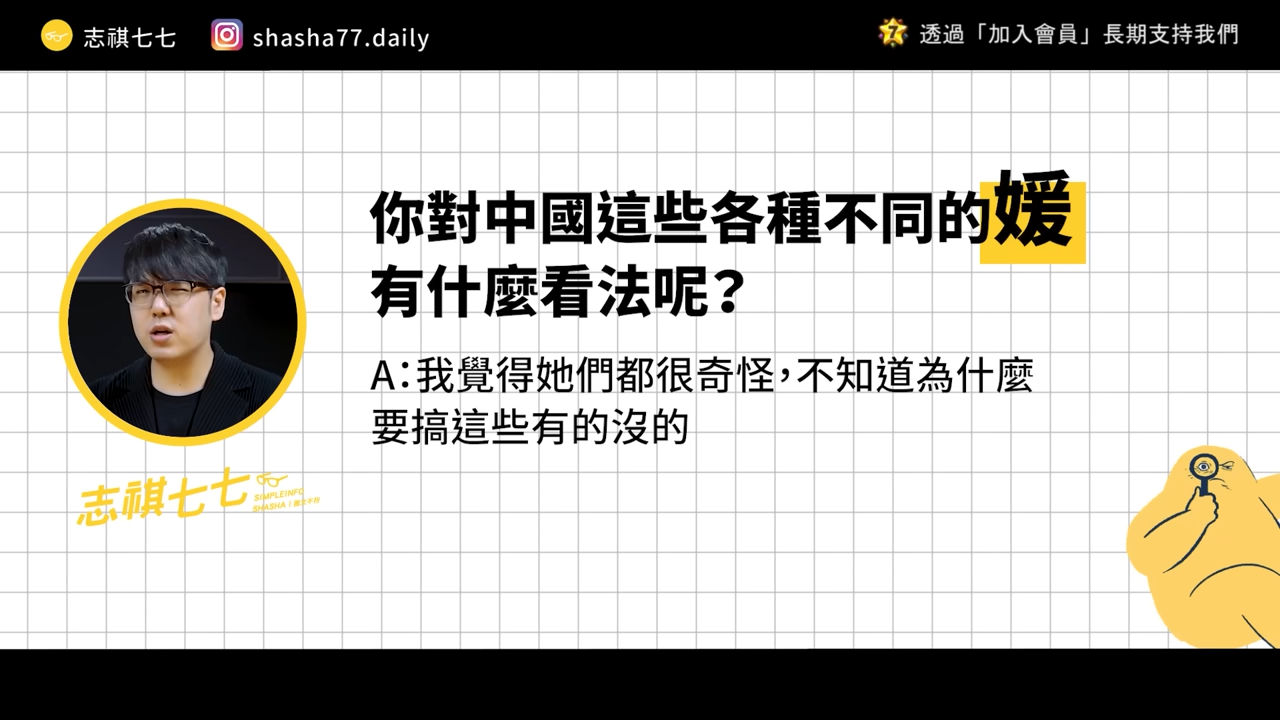 志祺七七 shasha77.daily 透過「加入會員」長期支持我們
你對中國這些各種不同的媛
有什麼看法呢？
A：我覺得她們都很奇怪，不知道為什麼
要搞這些有的沒的
志祺七七
SIMPLEINFO